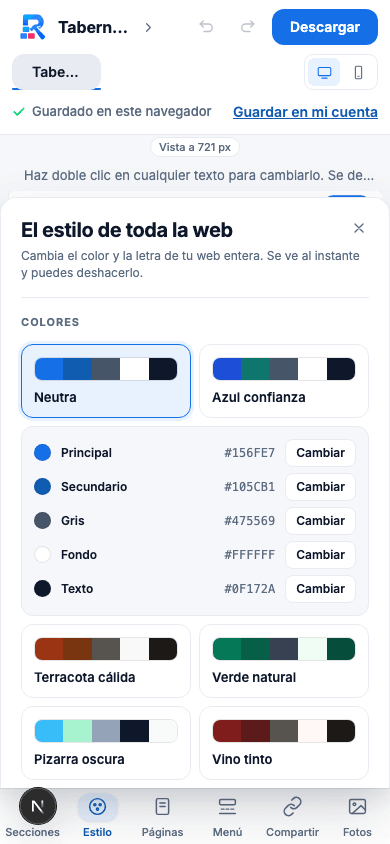 Tabern...
Descargar
Tabe...
Guardado en este navegador
Guardar en mi cuenta
Vista a 721 px
Haz doble clic en cualquier texto para cambiarlo. Se de...
El estilo de toda la web
Cambia el color y la letra de tu web entera. Se ve al instante
y puedes deshacerlo.
COLORES
Neutra
Azul confianza
Principal #156FE7 Cambiar
Secundario #105CB1 Cambiar
Gris #475569 Cambiar
Fondo #FFFFFF Cambiar
Texto #0F172A Cambiar
Terracota cálida
Verde natural
Pizarra oscura
Vino tinto
N
Secciones
Estilo
Páginas
Menú
Compartir
Fotos